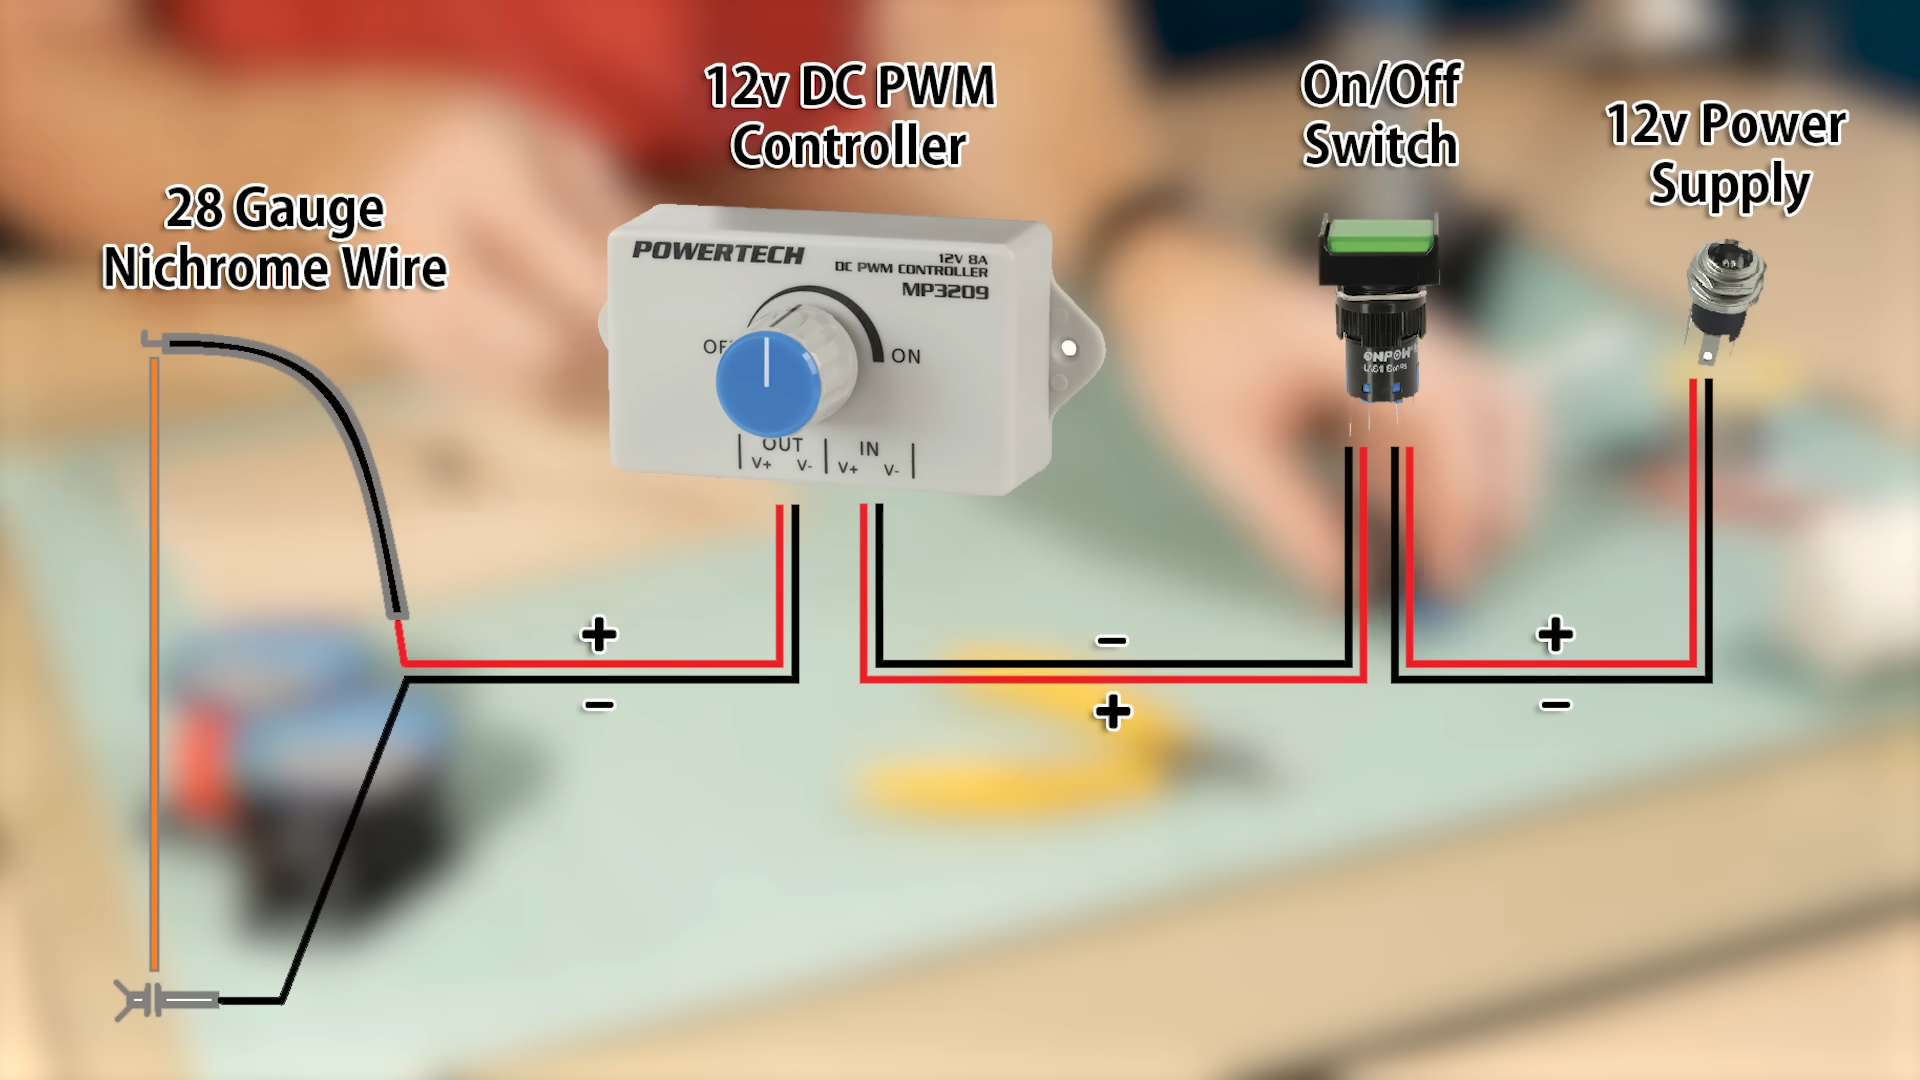 12v DC PWM
Controller
On/Off
Switch
12v Power
Supply
28 Gauge
Nichrome Wire
POWERTECH
12V 8A
DC PWM CONTROLLER
MP3209
ON
OUT
IN
V+ V- V+ V-
ONPOW
+
−
−
+
+
−